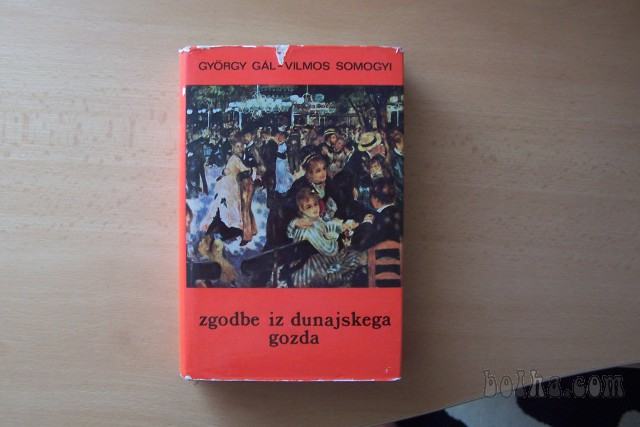 GYÖRGY GÁL-VILMOS SOMOGYI
zgodbe iz dunajskega
gozda
bolha.com